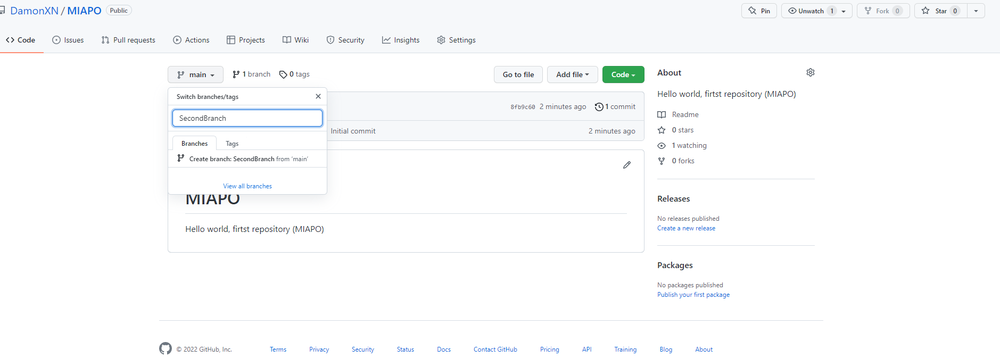 DamonXN / MIAPO Public
Pin Unwatch 1 Fork 0 Star 0
Code Issues Pull requests Actions Projects Wiki Security Insights Settings
main 1 branch 0 tags Go to file Add file Code
Switch branches/tags
SecondBranch
Branches Tags
Create branch: SecondBranch from ‘main’
View all branches
8fb9c60 2 minutes ago 1 commit
Initial commit 2 minutes ago
MIAPO
Hello world, firtst repository (MIAPO)
About
Hello world, firtst repository (MIAPO)
Readme
0 stars
1 watching
0 forks
Releases
No releases published
Create a new release
Packages
No packages published
Publish your first package
© 2022 GitHub, Inc. Terms Privacy Security Status Docs Contact GitHub Pricing API Training Blog About